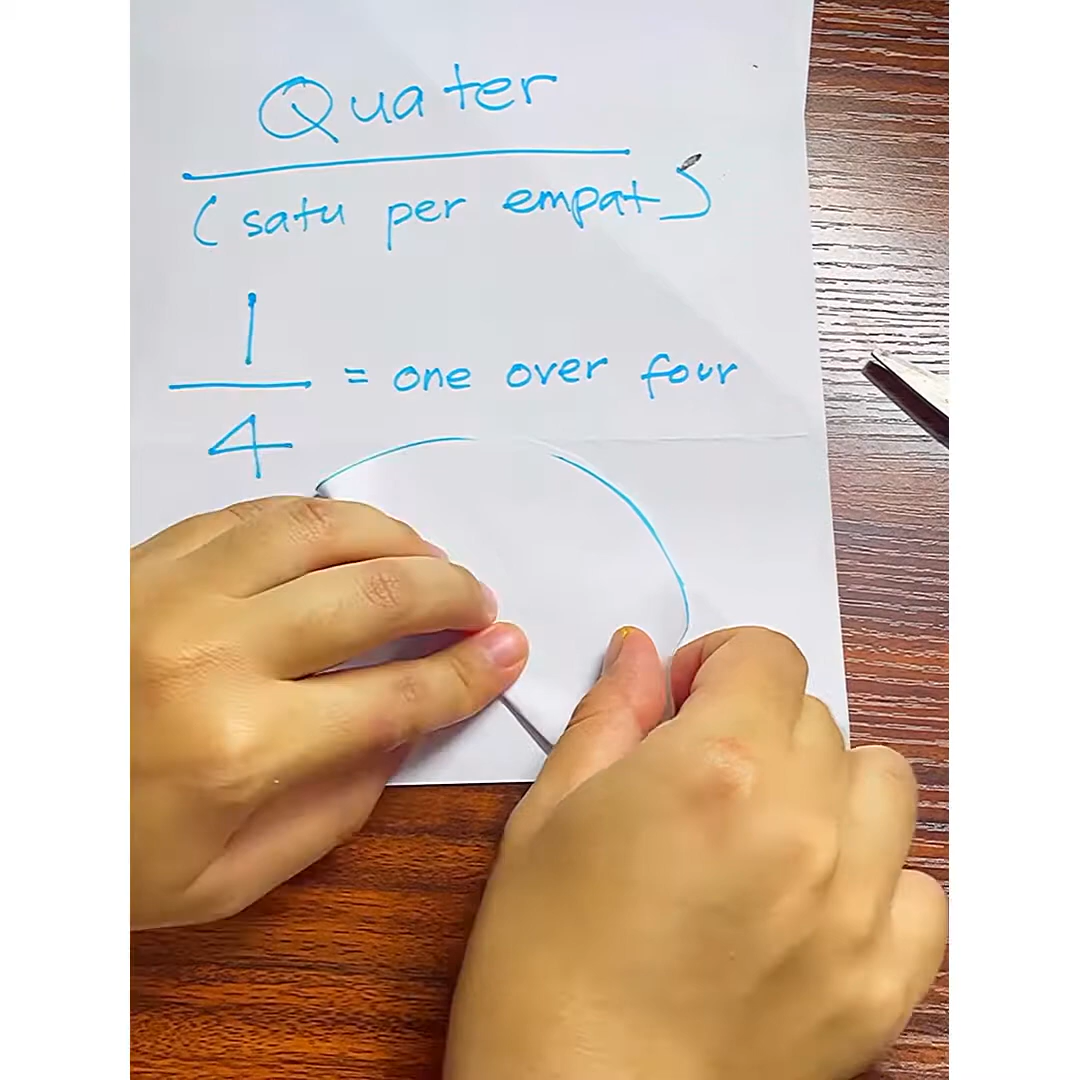 Quater
(satu per empat)
1
4
= one over four